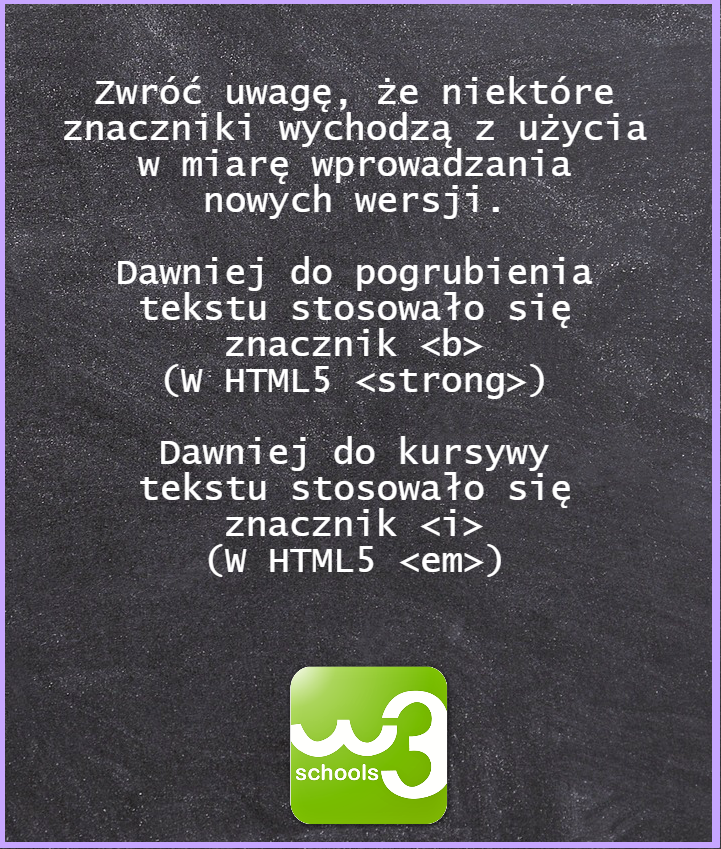 Zwróć uwagę, że niektóre
znaczniki wychodzą z użycia
w miarę wprowadzania
nowych wersji.
Dawniej do pogrubienia
tekstu stosowało się
znacznik <b>
(W HTML5 <strong>)
Dawniej do kursywy
tekstu stosowało się
znacznik <i>
(W HTML5 <em>)
w3
schools